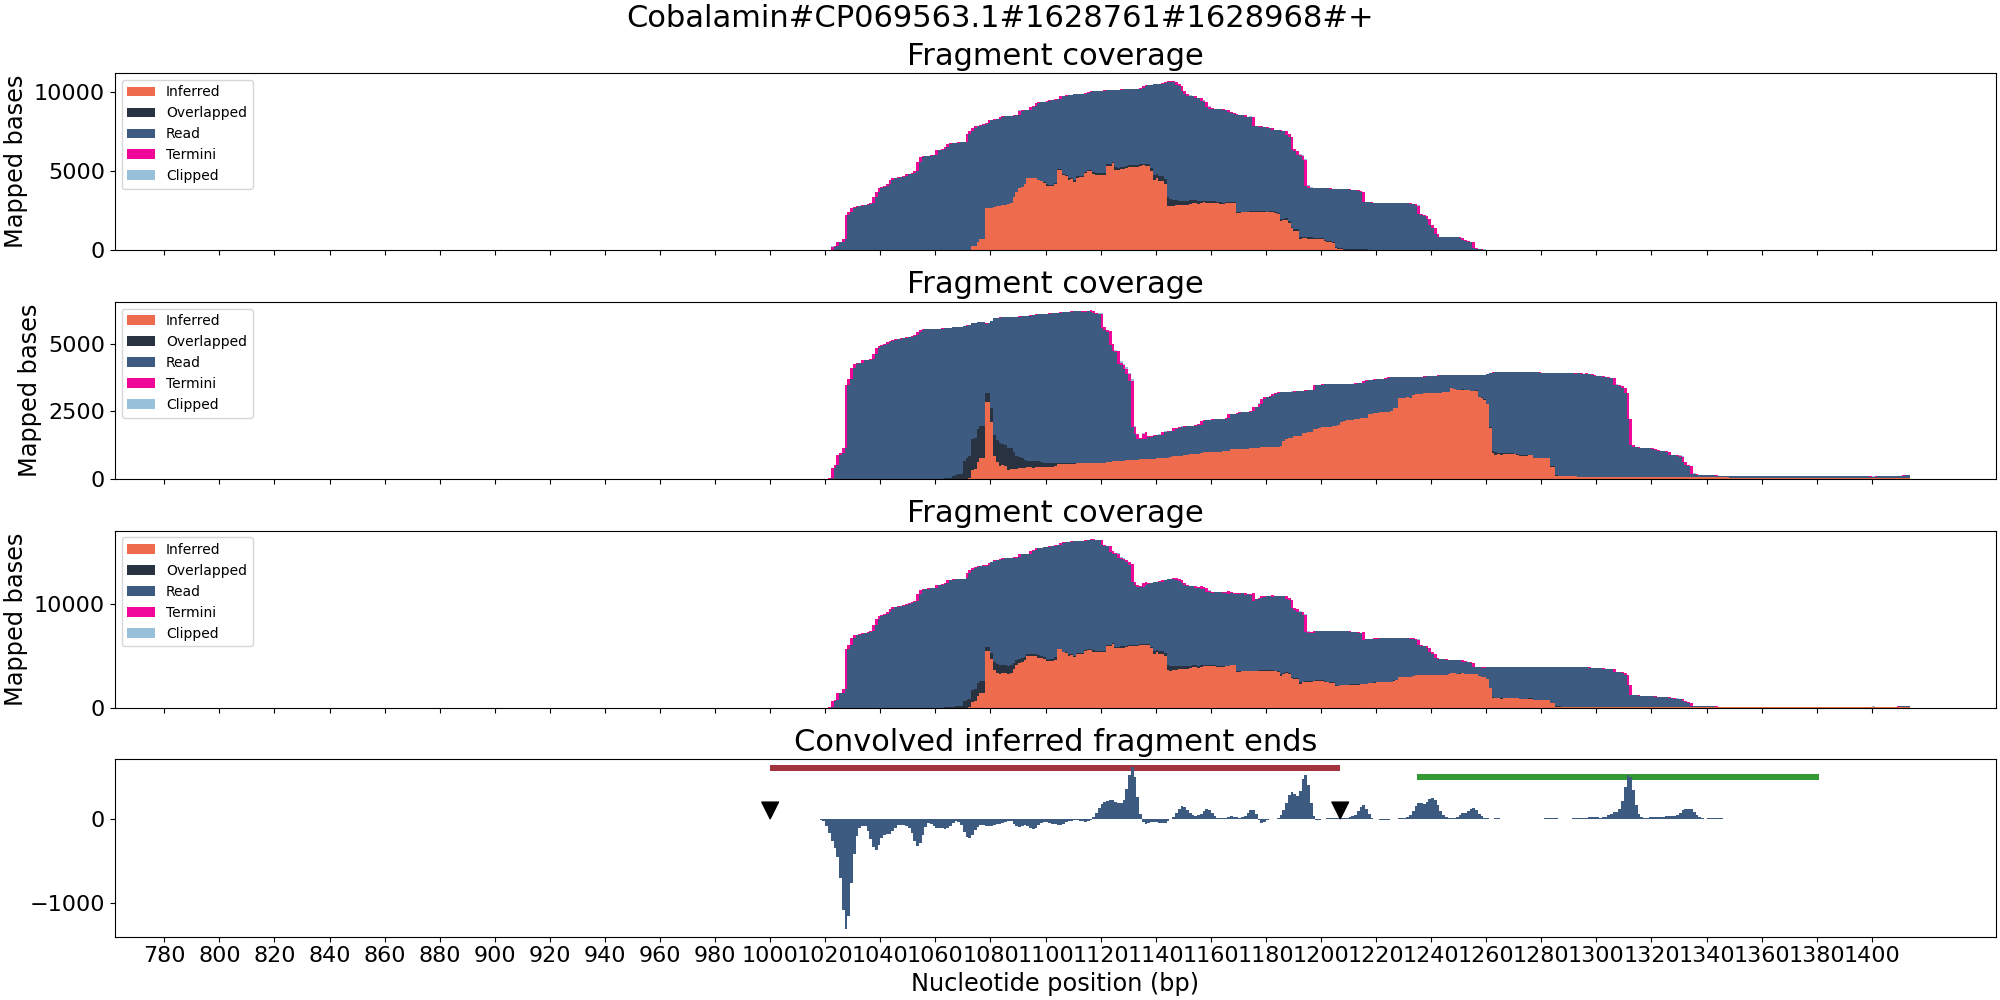 Cobalamin#CP069563.1#1628761#1628968#+
Fragment coverage
10000
5000
0
Mapped bases
Inferred
Overlapped
Read
Termini
Clipped
Fragment coverage
5000
2500
0
Mapped bases
Inferred
Overlapped
Read
Termini
Clipped
Fragment coverage
10000
0
Mapped bases
Inferred
Overlapped
Read
Termini
Clipped
Convolved inferred fragment ends
0
−1000
780 800 820 840 860 880 900 920 940 960 980 1000 1020 1040 1060 1080 1100 1120 1140 1160 1180 1200 1220 1240 1260 1280 1300 1320 1340 1360 1380 1400
Nucleotide position (bp)